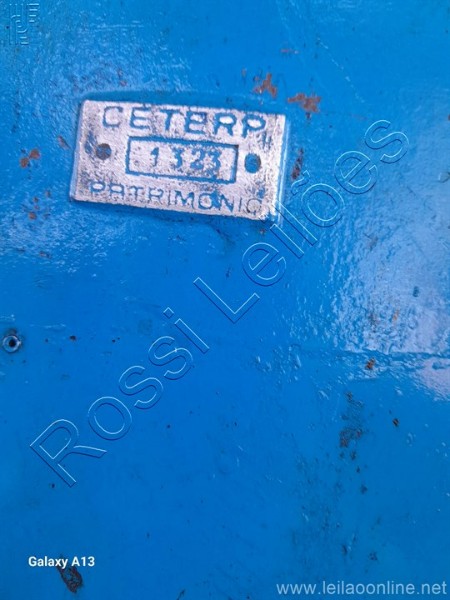 CETERP
1323
PATRIMONIO
Rossi Leilões
Galaxy A13
www.leilaoonline.net